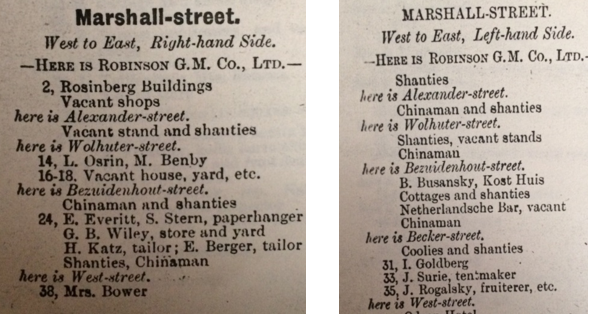 Marshall-street.
West to East, Right-hand Side.
—HERE IS ROBINSON G.M. CO., LTD.—
2, Rosinberg Buildings
Vacant shops
here is Alexander-street.
Vacant stand and shanties
here is Wolhuter-street.
14, L. Osrin, M. Benby
16-18. Vacant house, yard, etc.
here is Bezuidenhout-street.
Chinaman and shanties
24, E. Everitt, S. Stern, paperhanger
G. B. Wiley, store and yard
H. Katz, tailor; E. Berger, tailor
Shanties, Chinaman
here is West-street.
38, Mrs. Bower
MARSHALL-STREET.
West to East, Left-hand Side.
—HERE IS ROBINSON G.M. CO., LTD.-
Shanties
here is Alexander-street.
Chinaman and shanties
here is Wolhuter-street.
Shanties, vacant stands
Chinaman
here is Bezuidenhout-street.
B. Busansky, Kost Huis
Cottages and shanties
Netherlandsche Bar, vacant
Chinaman
here is Becker-street.
Coolies and shanties
31, I. Goldberg
33, J. Surie, tentmaker
35, J. Rogalsky, fruiterer, etc.
here is West-street.